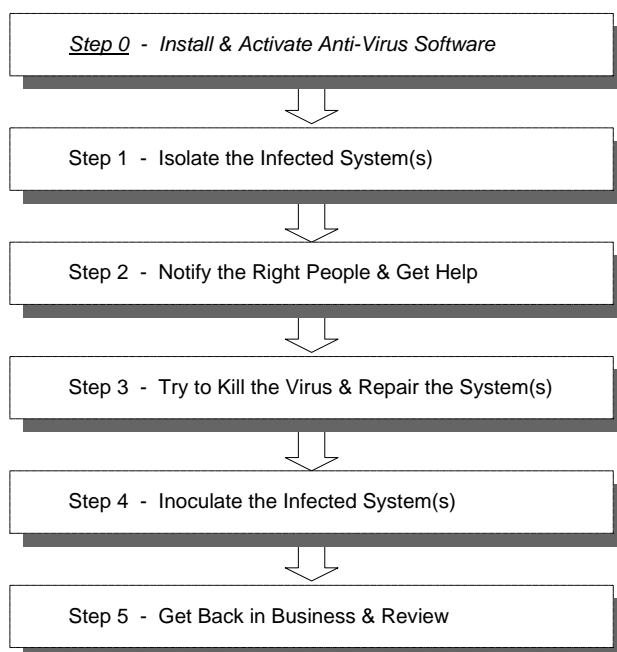 Step 0 - Install & Activate Anti-Virus Software
Step 1 - Isolate the Infected System(s)
Step 2 - Notify the Right People & Get Help
Step 3 - Try to Kill the Virus & Repair the System(s)
Step 4 - Inoculate the Infected System(s)
Step 5 - Get Back in Business & Review